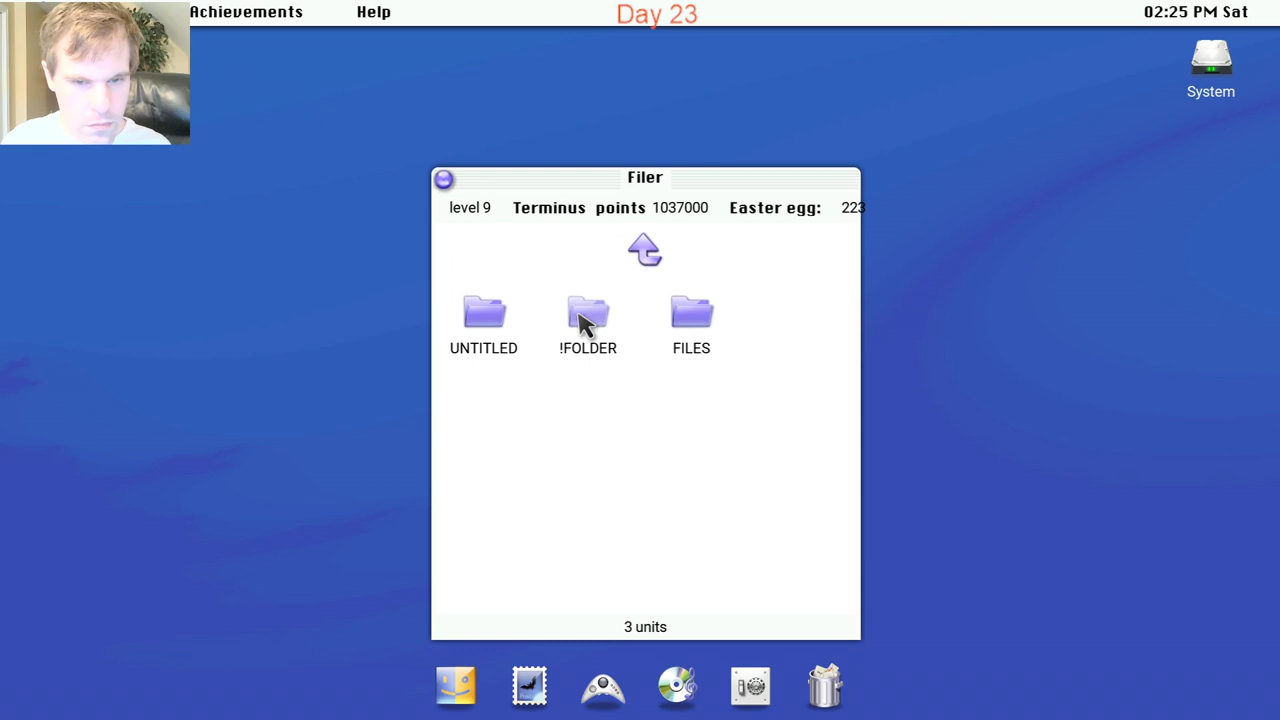 Achievements Help Day 23 02:25 PM Sat
System
Filer
level 9 Terminus points 1037000 Easter egg: 223
UNTITLED !FOLDER FILES
3 units